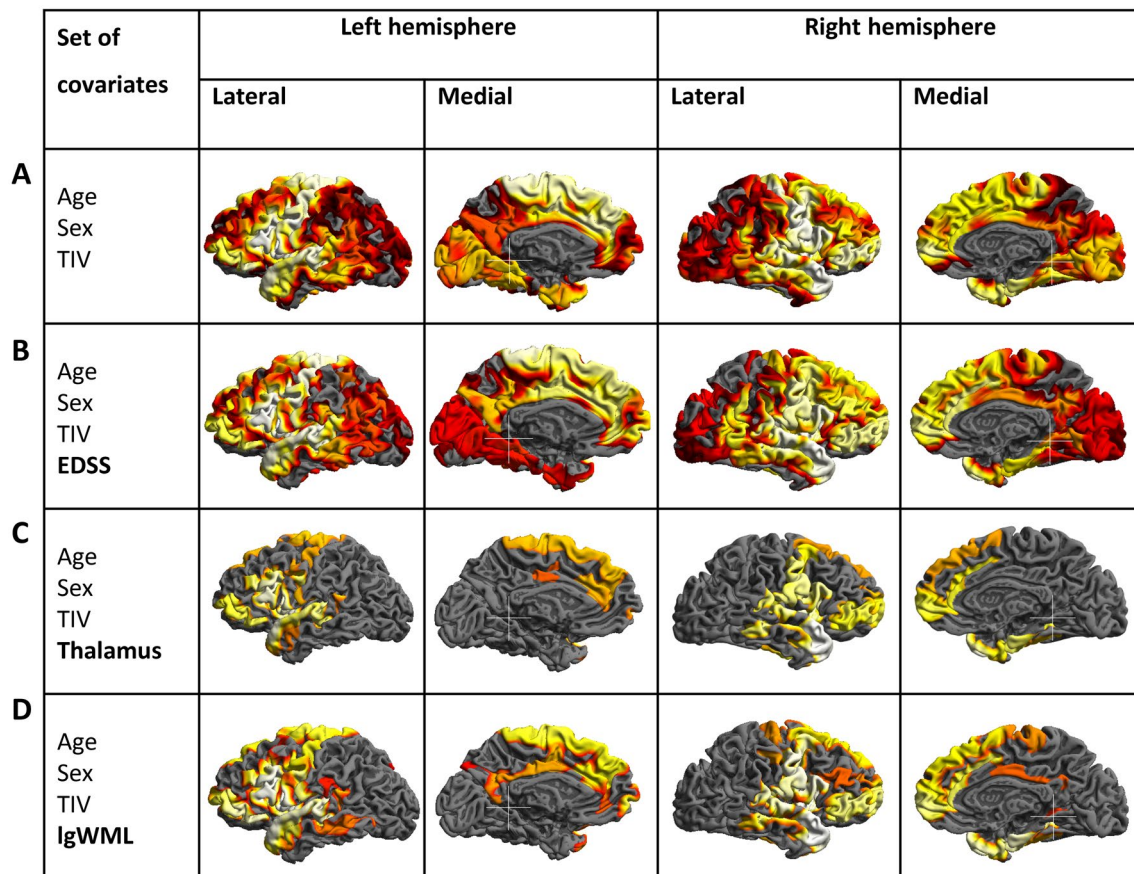 Set of
covariates
Left hemisphere
Right hemisphere
Lateral
Medial
Lateral
Medial
A
Age
Sex
TIV
B
Age
Sex
TIV
EDSS
C
Age
Sex
TIV
Thalamus
D
Age
Sex
TIV
lgWML